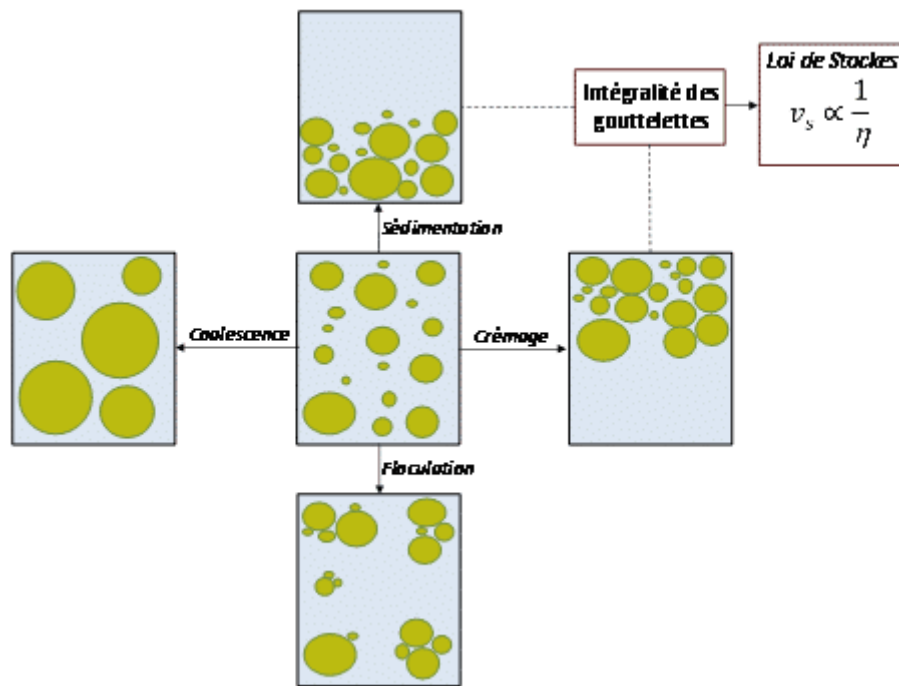 Loi de Stockes
Intégralité des
gouttelettes
v_s ∝ 1/η
Sédimentation
Coalescence
Crémage
Floculation